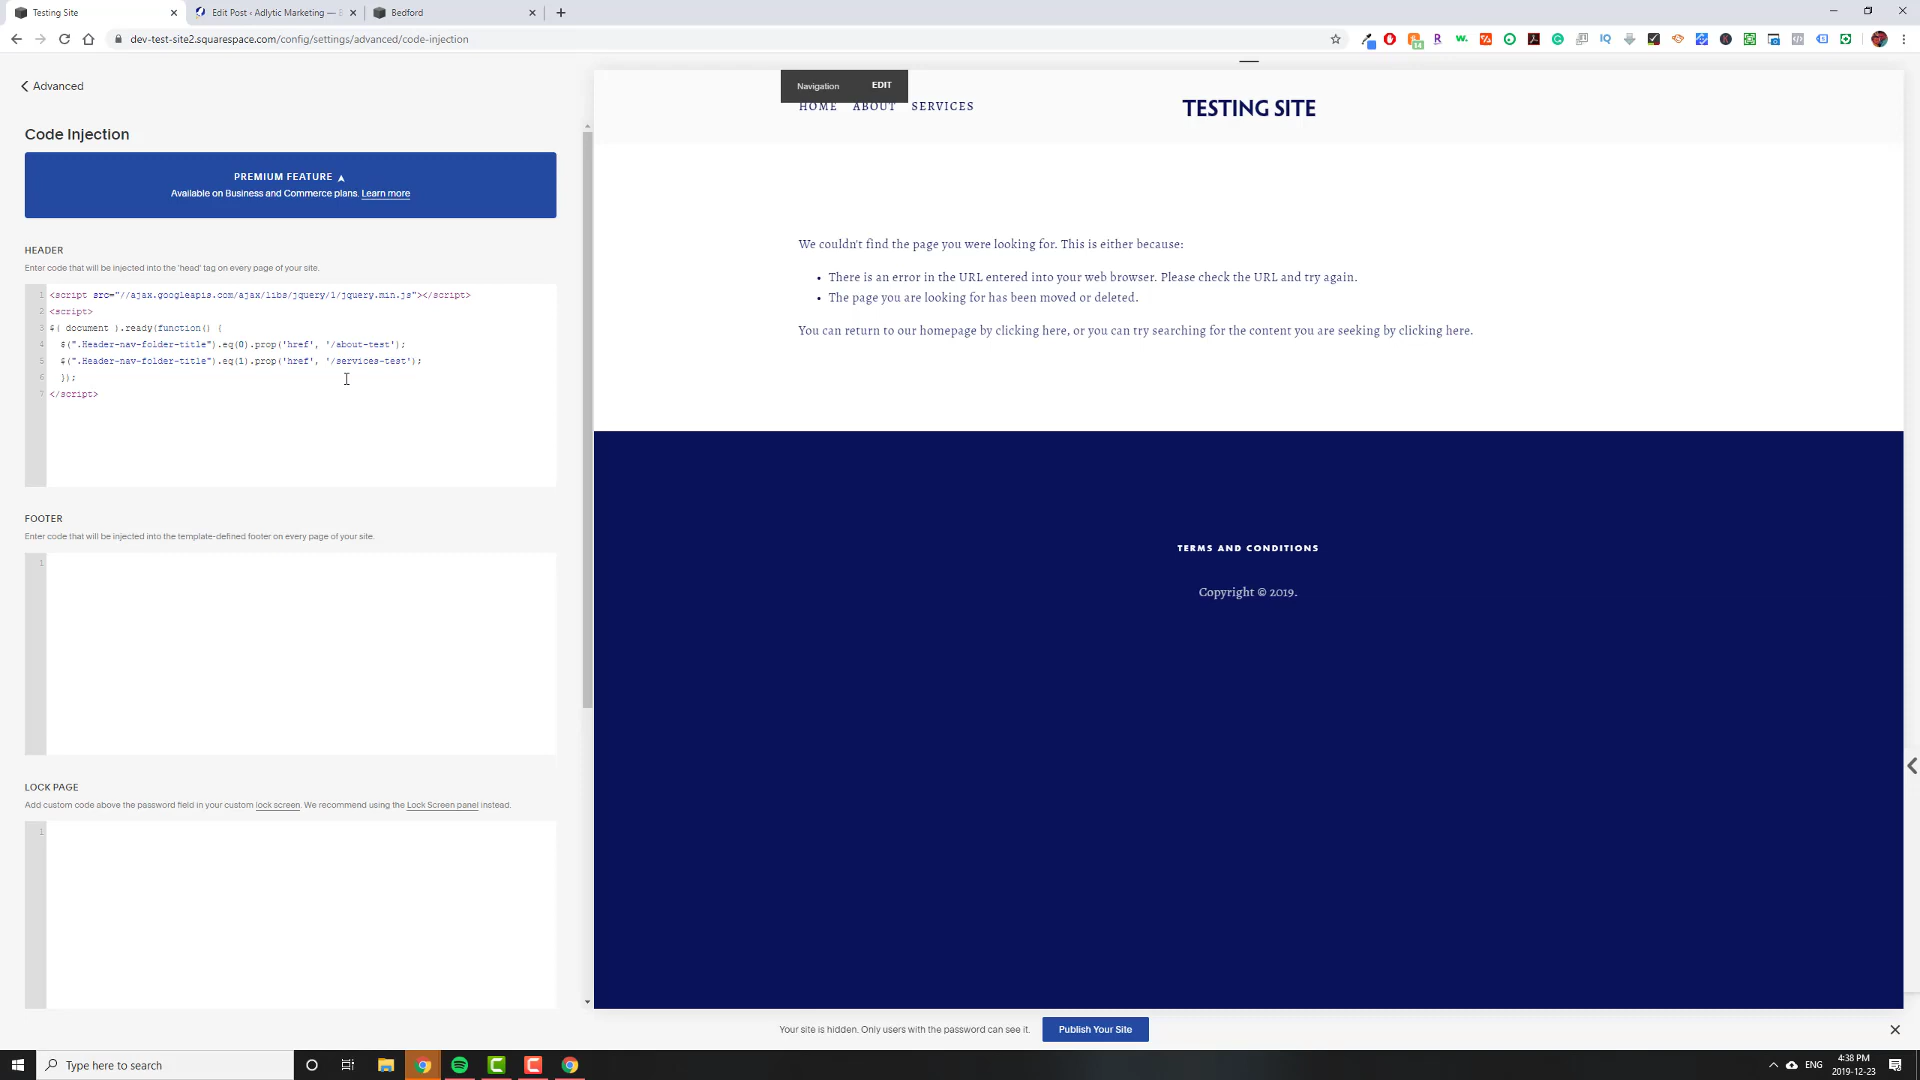 Testing Site
Edit Post ‹ Adlytic Marketing —
Bedford
dev-test-site2.squarespace.com/config/settings/advanced/code-injection
Advanced
Code Injection
PREMIUM FEATURE
Available on Business and Commerce plans. Learn more
HEADER
Enter code that will be injected into the 'head' tag on every page of your site.
1 <script src="//ajax.googleapis.com/ajax/libs/jquery/1/jquery.min.js"></script>
2 <script>
3 $( document ).ready(function() {
4 $(".Header-nav-folder-title").eq(0).prop('href', '/about-test');
5 $(".Header-nav-folder-title").eq(1).prop('href', '/services-test');
6 });
7 </script>
FOOTER
Enter code that will be injected into the template-defined footer on every page of your site.
1
LOCK PAGE
Add custom code above the password field in your custom lock screen. We recommend using the Lock Screen panel instead.
1
Navigation EDIT
HOME ABOUT SERVICES
TESTING SITE
We couldn't find the page you were looking for. This is either because:
• There is an error in the URL entered into your web browser. Please check the URL and try again.
• The page you are looking for has been moved or deleted.
You can return to our homepage by clicking here, or you can try searching for the content you are seeking by clicking here.
TERMS AND CONDITIONS
Copyright © 2019.
Your site is hidden. Only users with the password can see it.
Publish Your Site
Type here to search
ENG
4:38 PM
2019-12-23